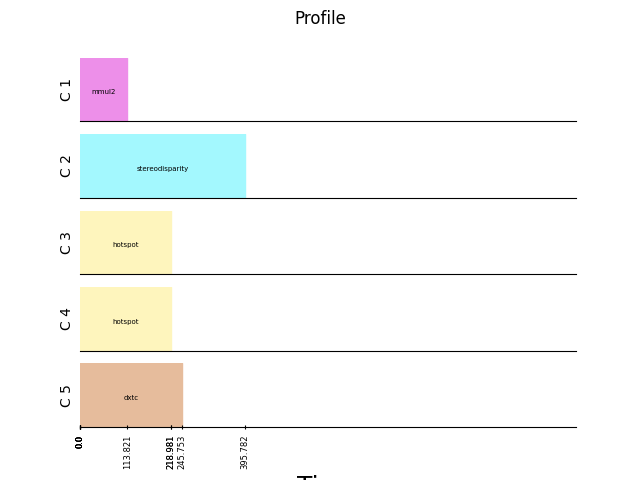 Profile
C 1
mmul2
C 2
stereodisparity
C 3
hotspot
C 4
hotspot
C 5
dxtc
0.0
113.821
218.981
245.753
395.782